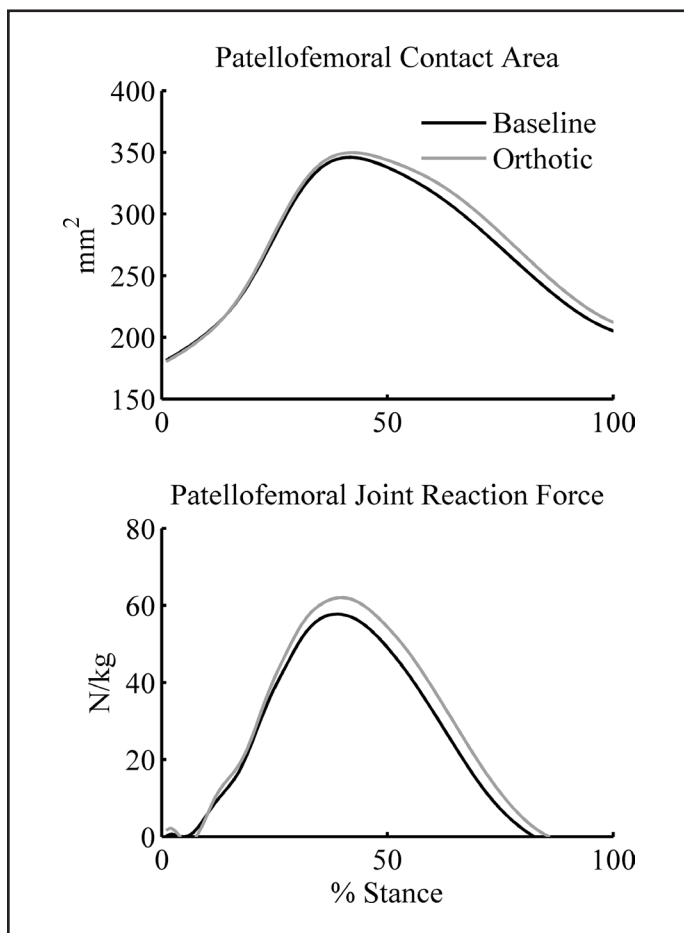 Patellofemoral Contact Area
400
350
300
250
200
150
mm²
Baseline
Orthotic
0 50 100
Patellofemoral Joint Reaction Force
80
60
40
20
0
N/kg
0 50 100
% Stance